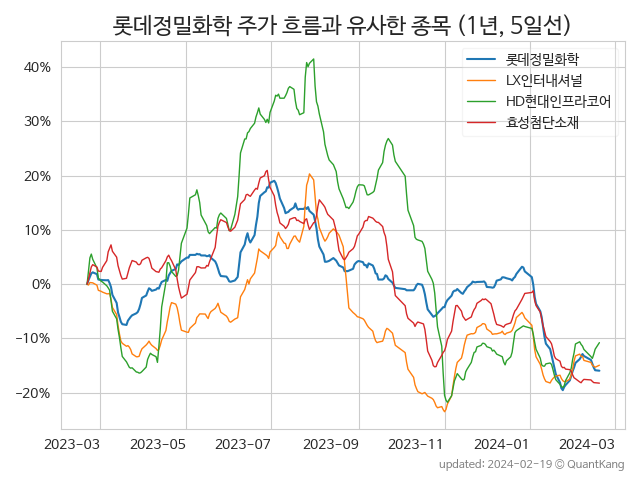 롯데정밀화학 주가 흐름과 유사한 종목 (1년, 5일선)
롯데정밀화학
LX인터내셔널
HD현대인프라코어
효성첨단소재
40%
30%
20%
10%
0%
−10%
−20%
2023-03 2023-05 2023-07 2023-09 2023-11 2024-01 2024-03
updated: 2024-02-19 © QuantKang